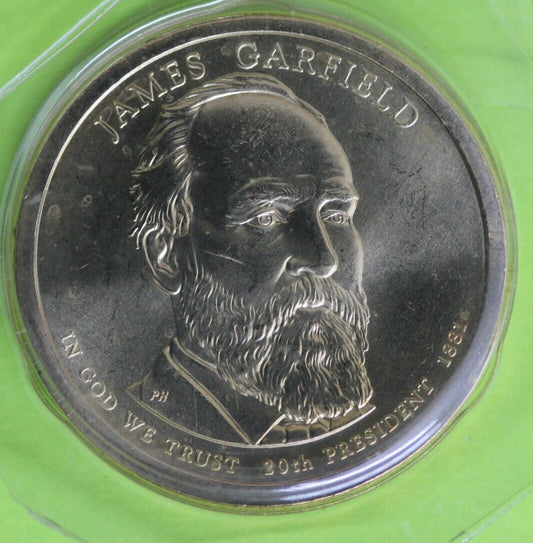 JAMES GARFIELD
PH
IN GOD WE TRUST 20th PRESIDENT 1881